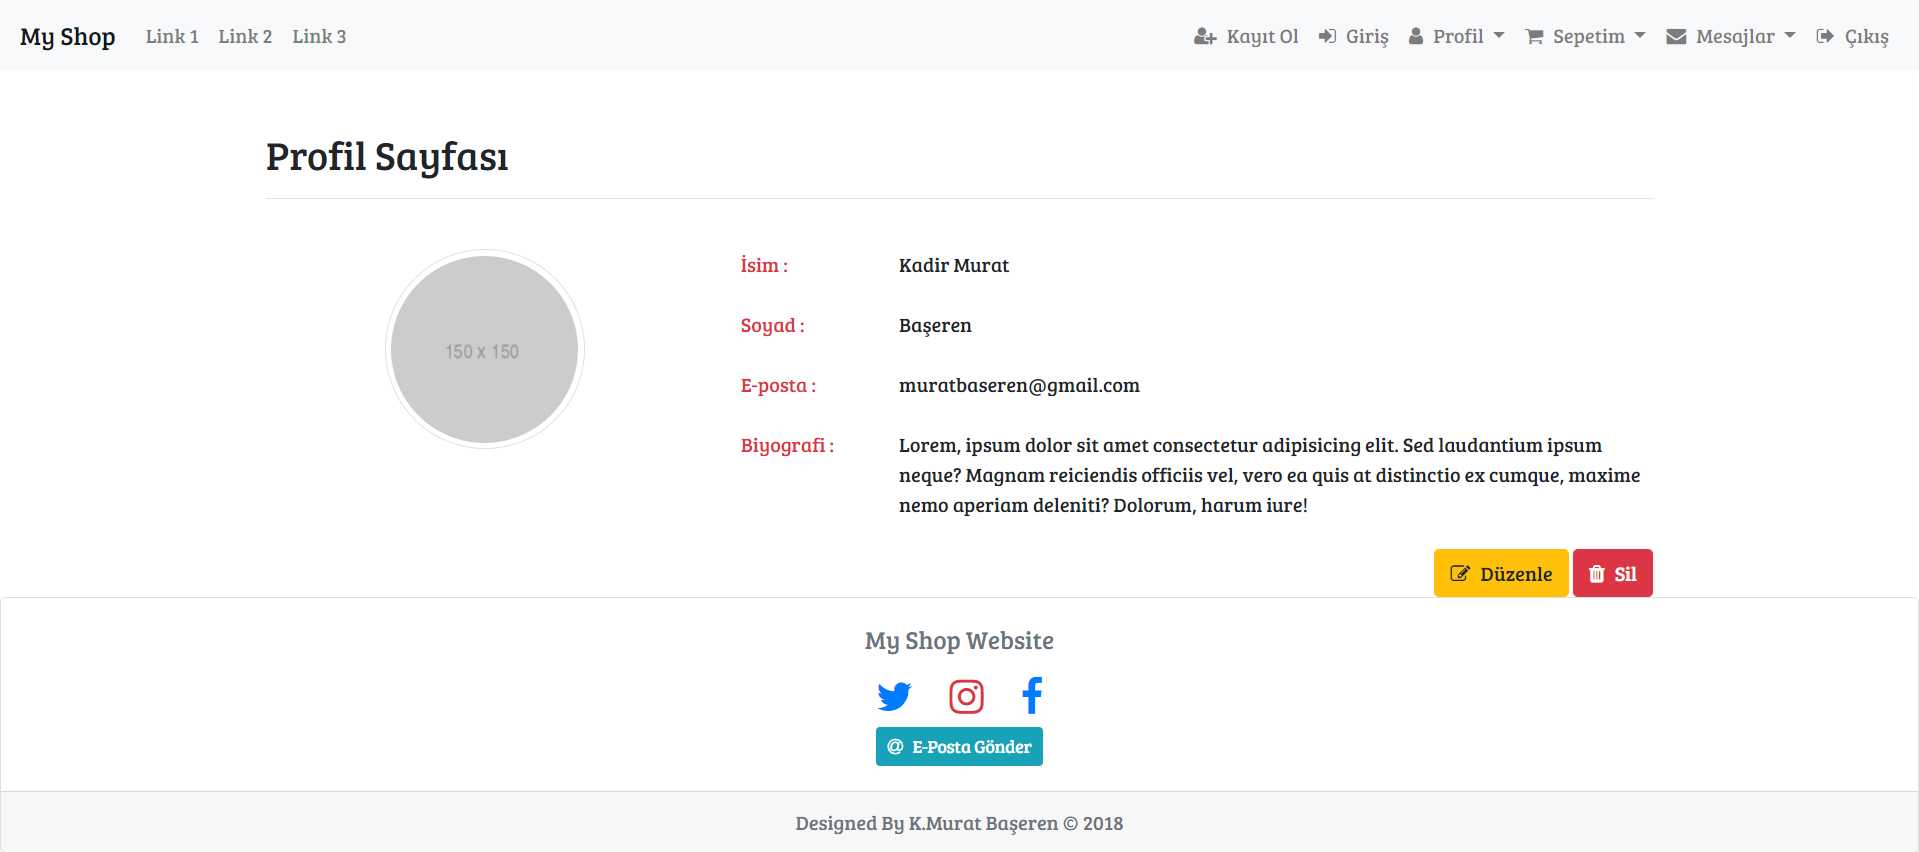 My Shop Link 1 Link 2 Link 3 Kayıt Ol Giriş Profil Sepetim Mesajlar Çıkış
Profil Sayfası
150 x 150
İsim : Kadir Murat
Soyad : Başeren
E-posta : muratbaseren@gmail.com
Biyografi : Lorem, ipsum dolor sit amet consectetur adipisicing elit. Sed laudantium ipsum
neque? Magnam reiciendis officiis vel, vero ea quis at distinctio ex cumque, maxime
nemo aperiam deleniti? Dolorum, harum iure!
Düzenle Sil
My Shop Website
E-Posta Gönder
Designed By K.Murat Başeren © 2018